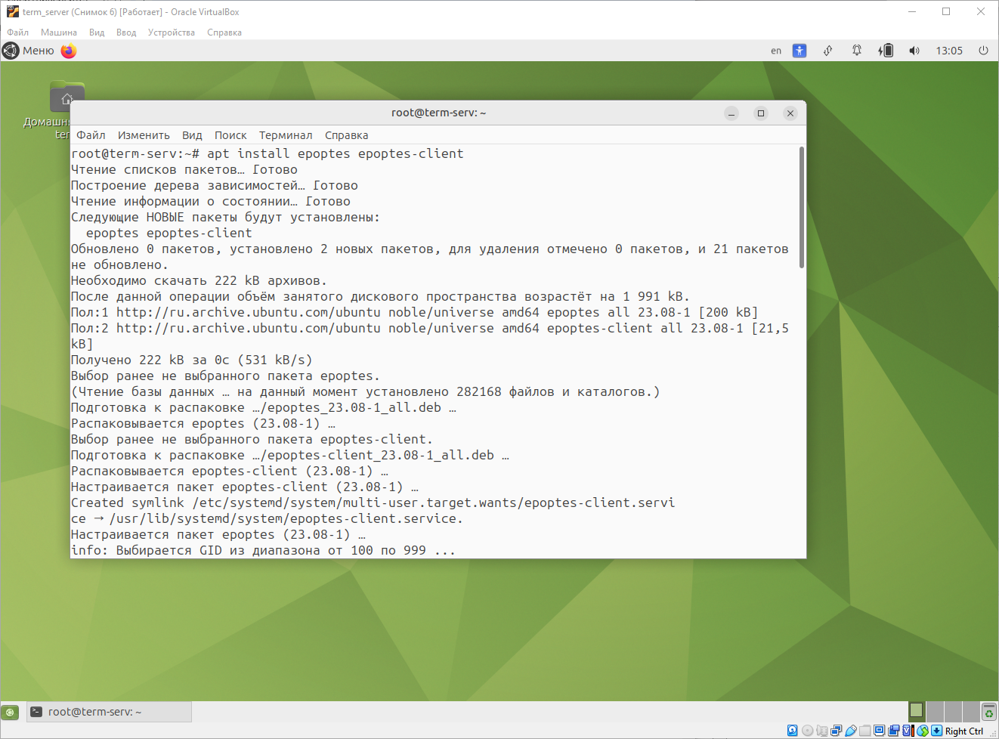 term_server (Снимок 6) [Работает] - Oracle VirtualBox
Файл Машина Вид Ввод Устройства Справка
Меню en 13:05
Домашн
ter
root@term-serv: ~
Файл Изменить Вид Поиск Терминал Справка
root@term-serv:~# apt install epoptes epoptes-client
Чтение списков пакетов… Готово
Построение дерева зависимостей… Готово
Чтение информации о состоянии… Готово
Следующие НОВЫЕ пакеты будут установлены:
epoptes epoptes-client
Обновлено 0 пакетов, установлено 2 новых пакетов, для удаления отмечено 0 пакетов, и 21 пакетов
не обновлено.
Необходимо скачать 222 kB архивов.
После данной операции объём занятого дискового пространства возрастёт на 1 991 kB.
Пол:1 http://ru.archive.ubuntu.com/ubuntu noble/universe amd64 epoptes all 23.08-1 [200 kB]
Пол:2 http://ru.archive.ubuntu.com/ubuntu noble/universe amd64 epoptes-client all 23.08-1 [21,5
kB]
Получено 222 kB за 0с (531 kB/s)
Выбор ранее не выбранного пакета epoptes.
(Чтение базы данных … на данный момент установлено 282168 файлов и каталогов.)
Подготовка к распаковке …/epoptes_23.08-1_all.deb …
Распаковывается epoptes (23.08-1) …
Выбор ранее не выбранного пакета epoptes-client.
Подготовка к распаковке …/epoptes-client_23.08-1_all.deb …
Распаковывается epoptes-client (23.08-1) …
Настраивается пакет epoptes-client (23.08-1) …
Created symlink /etc/systemd/system/multi-user.target.wants/epoptes-client.servi
ce → /usr/lib/systemd/system/epoptes-client.service.
Настраивается пакет epoptes (23.08-1) …
info: Выбирается GID из диапазона от 100 по 999 ...
root@term-serv: ~
Right Ctrl